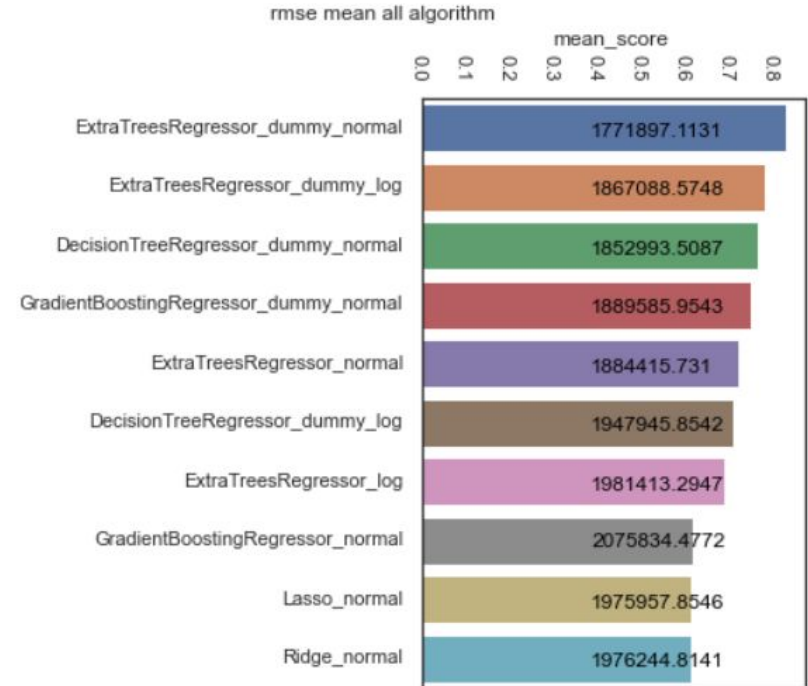 rmse mean all algorithm
mean_score
0.0 0.1 0.2 0.3 0.4 0.5 0.6 0.7 0.8
ExtraTreesRegressor_dummy_normal 1771897.1131
ExtraTreesRegressor_dummy_log 1867088.5748
DecisionTreeRegressor_dummy_normal 1852993.5087
GradientBoostingRegressor_dummy_normal 1889585.9543
ExtraTreesRegressor_normal 1884415.731
DecisionTreeRegressor_dummy_log 1947945.8542
ExtraTreesRegressor_log 1981413.2947
GradientBoostingRegressor_normal 2075834.4772
Lasso_normal 1975957.8546
Ridge_normal 1976244.8141